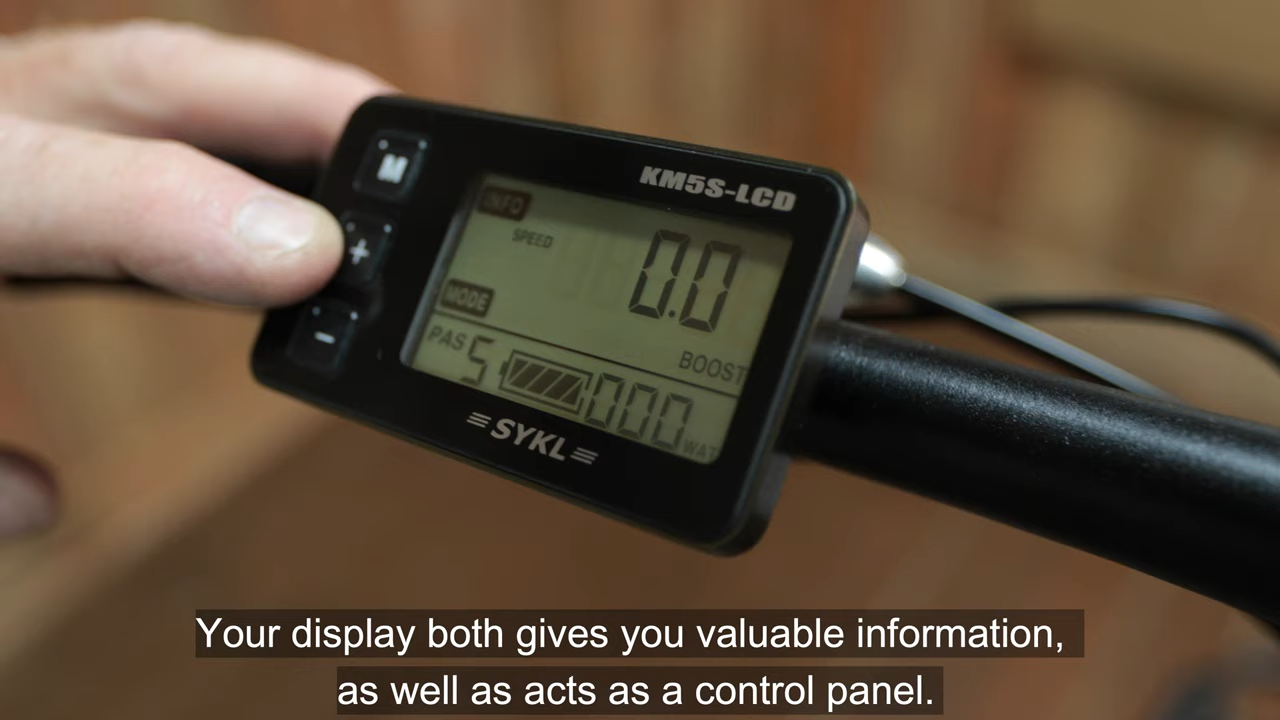 M
+
-
KM5S-LCD
INFO
SPEED
0.0
MODE
BOOST
PAS 5
000
WAT
SYKL
Your display both gives you valuable information,
as well as acts as a control panel.